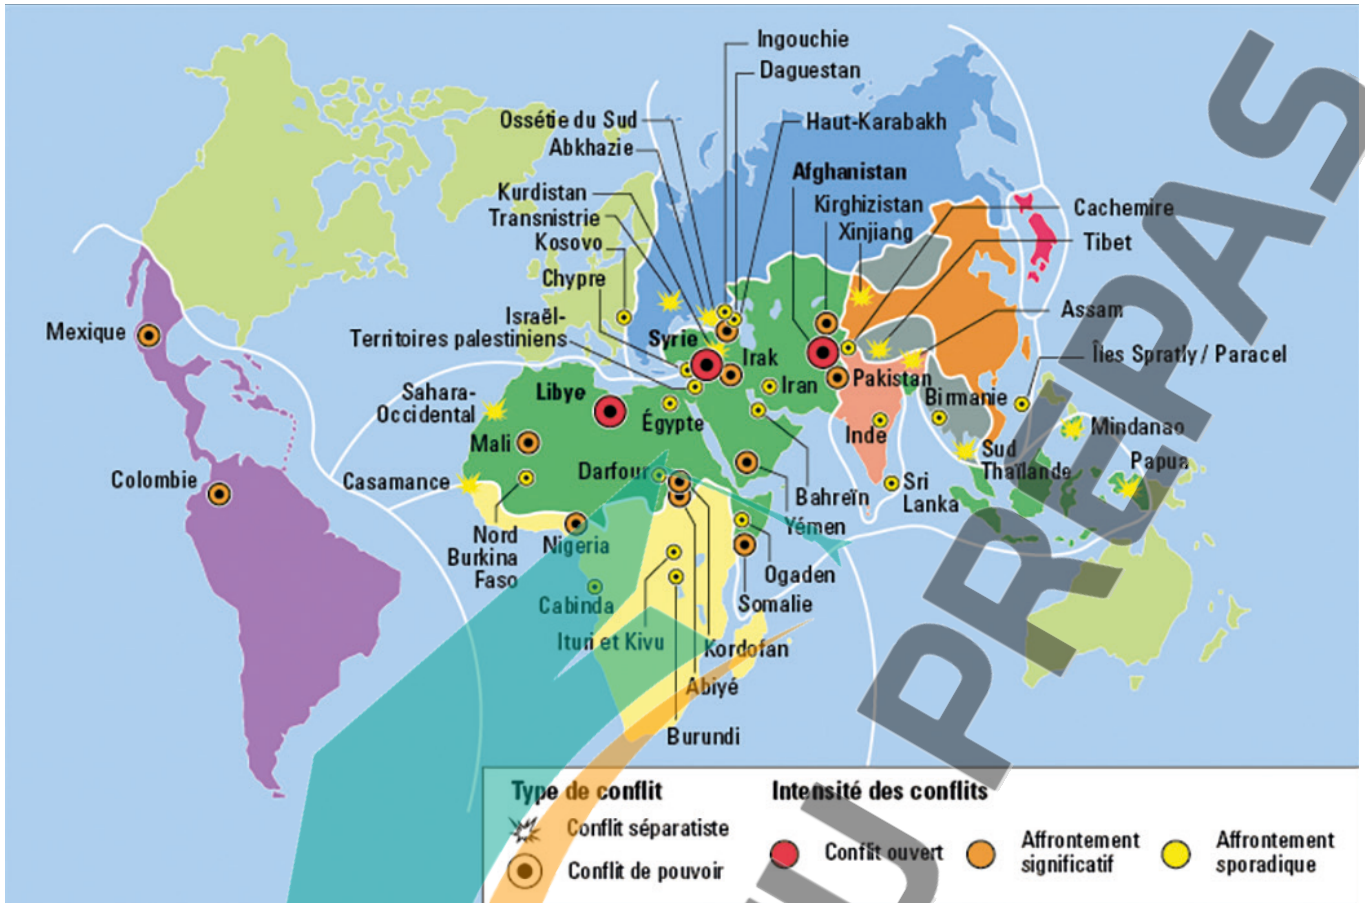 Ingouchie
Daguestan
Ossétie du Sud
Haut-Karabakh
Abkhazie
Afghanistan
Kurdistan
Kirghizistan
Cachemire
Transnistrie
Xinjiang
Kosovo
Tibet
Chypre
Assam
Israël-
Territoires palestiniens
Mexique
Syrie
Irak
Îles Spratly / Paracel
Iran
Pakistan
Sahara-
Occidental
Libye
Birmanie
Égypte
Mindanao
Mali
Inde
Sud
Thaïlande
Papua
Colombie
Casamance
Darfour
Sri
Lanka
Bahreïn
Yémen
Nord
Burkina
Faso
Nigeria
Ogaden
Cabinda
Somalie
Ituri et Kivu
Kordofan
Abiyé
Burundi
Type de conflit
Conflit séparatiste
Conflit de pouvoir
Intensité des conflits
Conflit ouvert
Affrontement
significatif
Affrontement
sporadique
U PREPAS